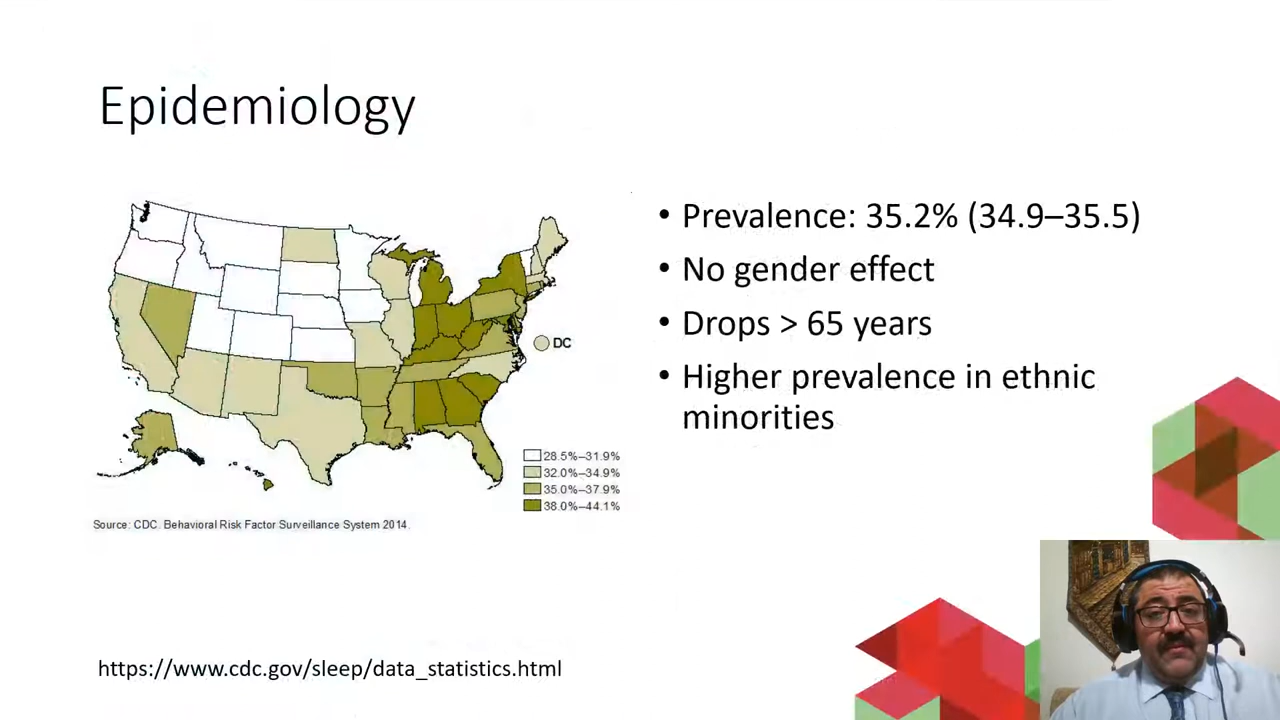 Epidemiology
• Prevalence: 35.2% (34.9–35.5)
• No gender effect
• Drops > 65 years
• Higher prevalence in ethnic
minorities
DC
28.5%–31.9%
32.0%–34.9%
35.0%–37.9%
38.0%–44.1%
Source: CDC. Behavioral Risk Factor Surveillance System 2014.
https://www.cdc.gov/sleep/data_statistics.html